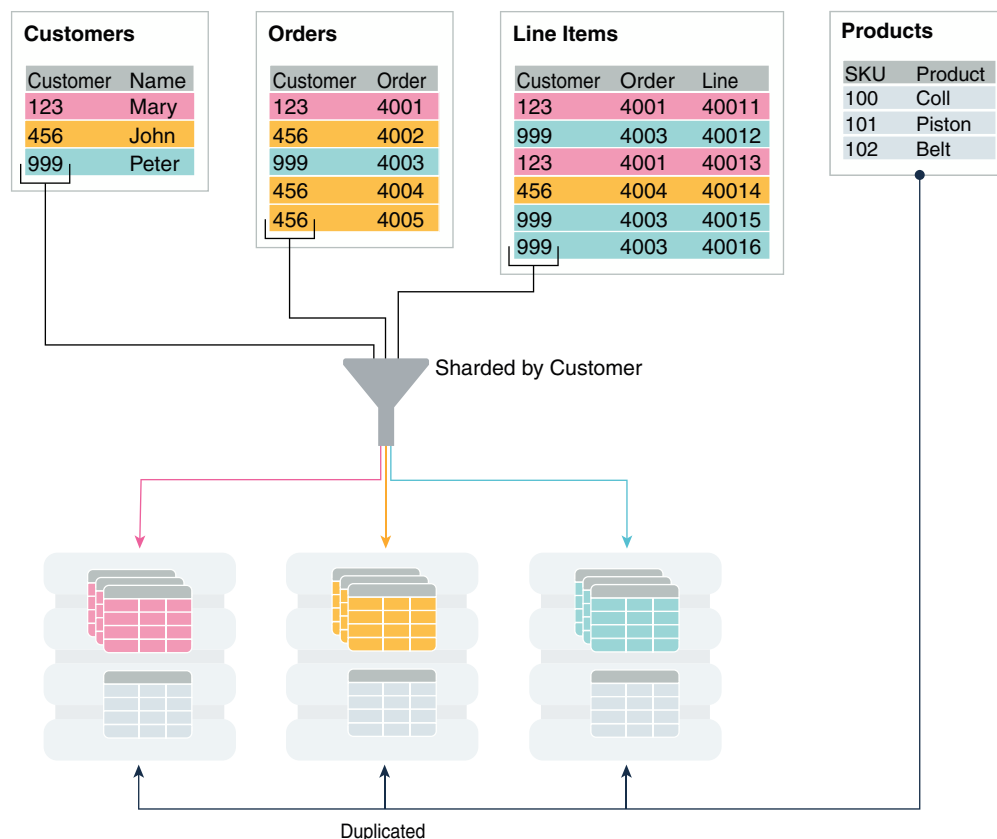 Customers
Customer Name
123 Mary
456 John
999 Peter
Orders
Customer Order
123 4001
456 4002
999 4003
456 4004
456 4005
Line Items
Customer Order Line
123 4001 40011
999 4003 40012
123 4001 40013
456 4004 40014
999 4003 40015
999 4003 40016
Products
SKU Product
100 Coll
101 Piston
102 Belt
Sharded by Customer
Duplicated